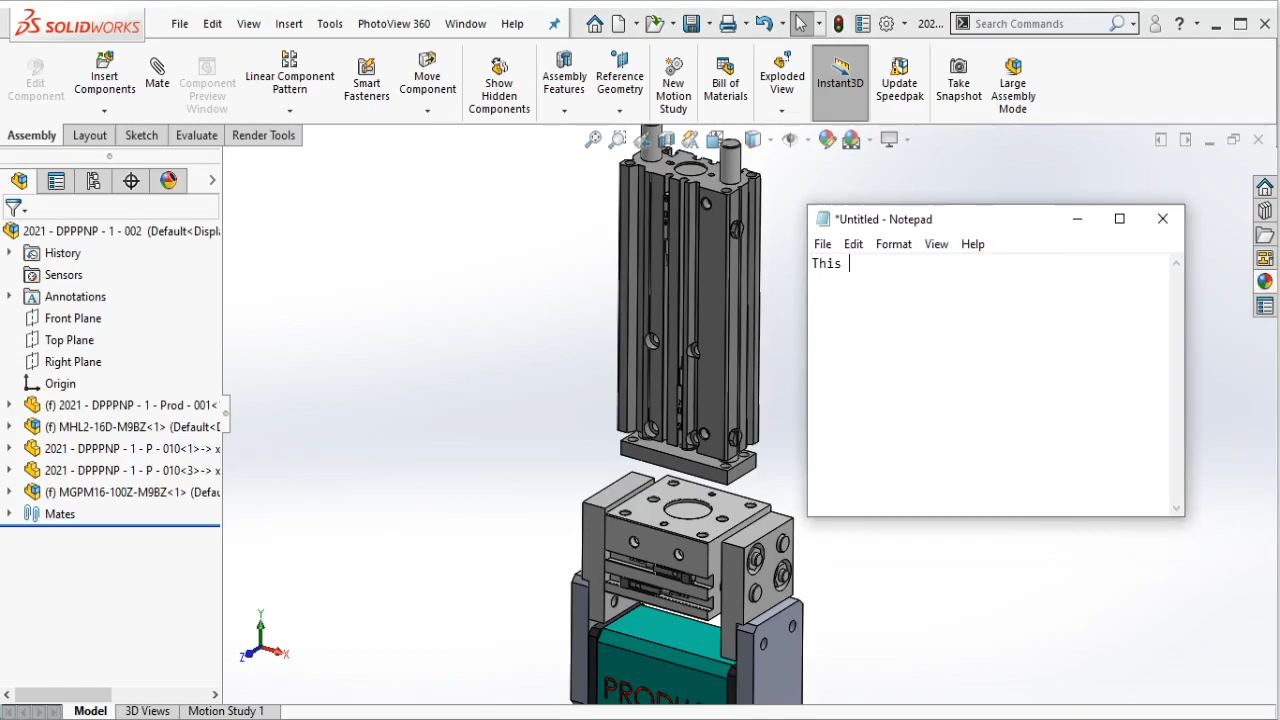 SOLIDWORKS
File Edit View Insert Tools PhotoView 360 Window Help
202... Search Commands ?
Edit Component
Insert Components
Mate
Component Preview Window
Linear Component Pattern
Smart Fasteners
Move Component
Show Hidden Components
Assembly Features
Reference Geometry
New Motion Study
Bill of Materials
Exploded View
Instant3D
Update Speedpak
Take Snapshot
Large Assembly Mode
Assembly Layout Sketch Evaluate Render Tools
2021 - DPPPNP - 1 - 002 (Default<Displ
History
Sensors
Annotations
Front Plane
Top Plane
Right Plane
Origin
(f) 2021 - DPPPNP - 1 - Prod - 001<
(f) MHL2-16D-M9BZ<1> (Default<D
2021 - DPPPNP - 1 - P - 010<1>-> x
2021 - DPPPNP - 1 - P - 010<3>-> x
(f) MGPM16-100Z-M9BZ<1> (Defau
Mates
*Untitled - Notepad
File Edit Format View Help
This
Y
Z
X
Model 3D Views Motion Study 1